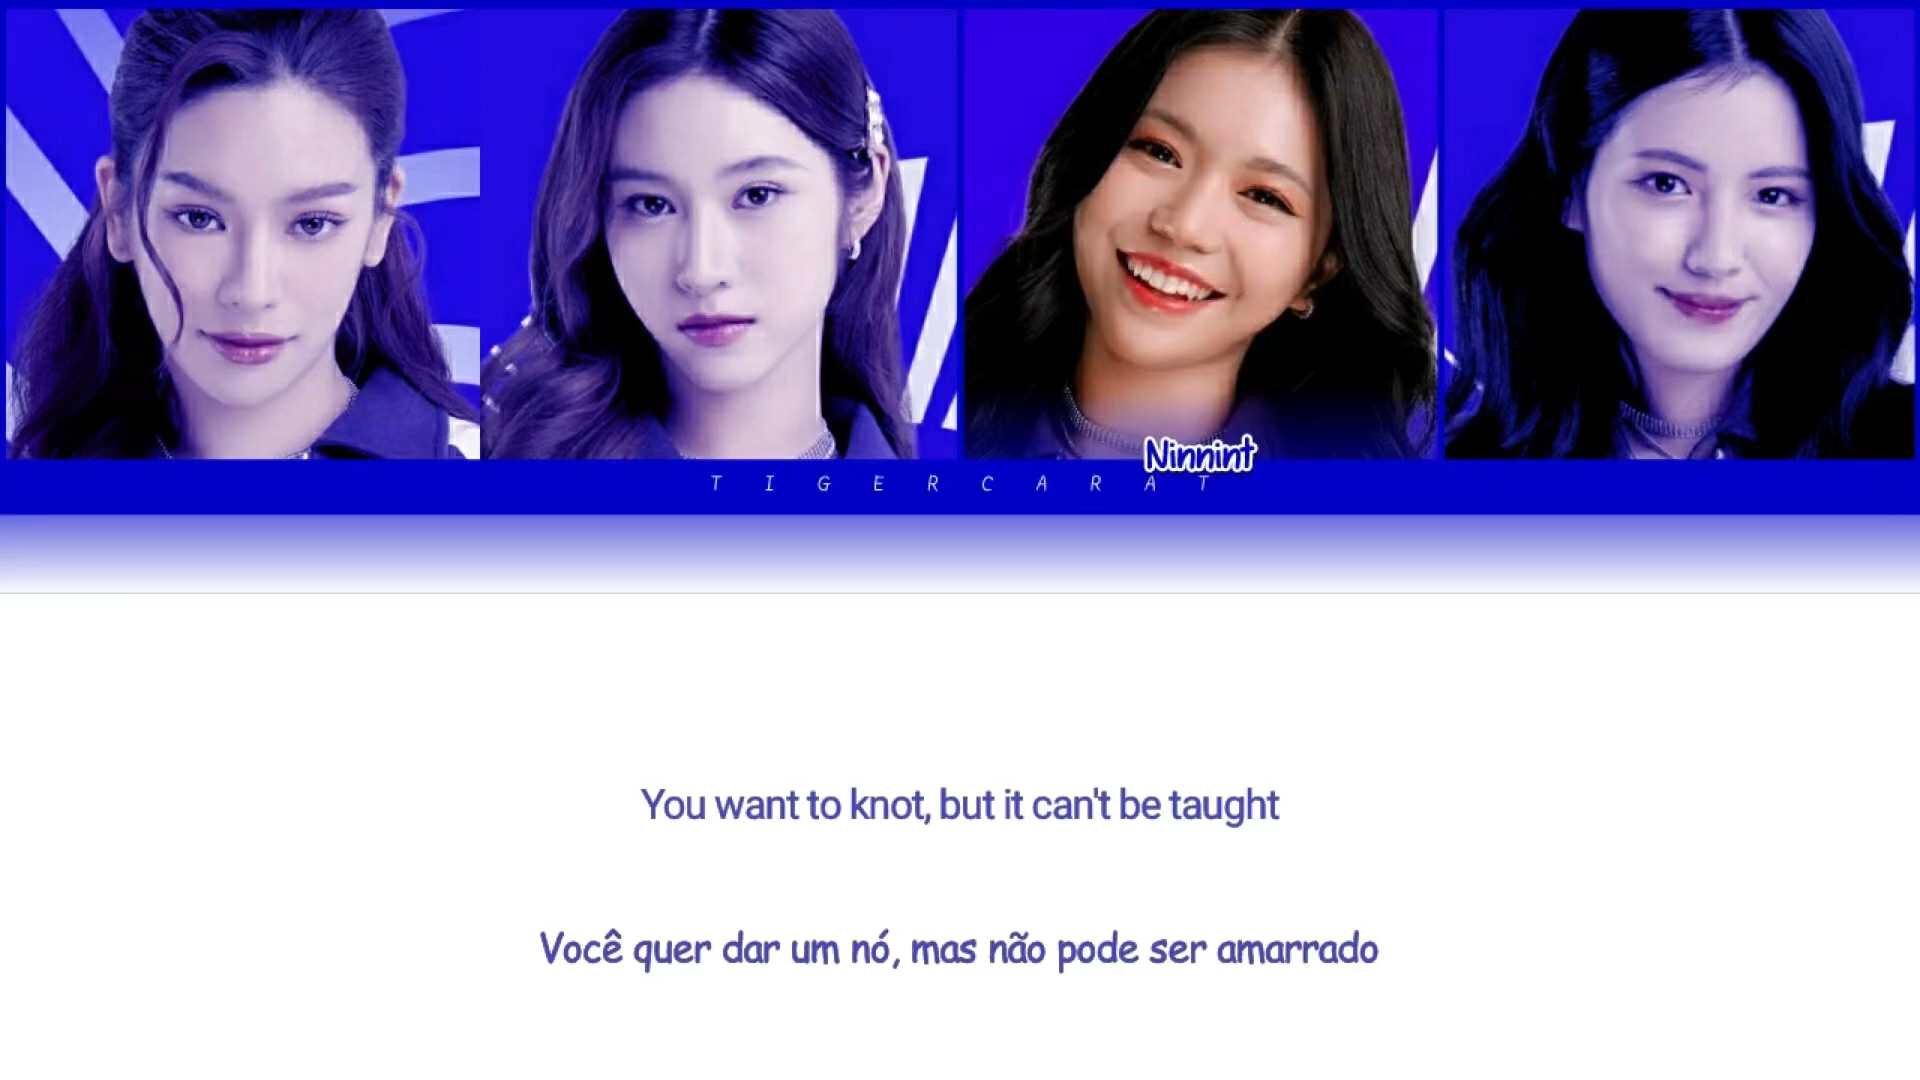 Ninnint
TIGERCARAT
You want to knot, but it can't be taught
Você quer dar um nó, mas não pode ser amarrado